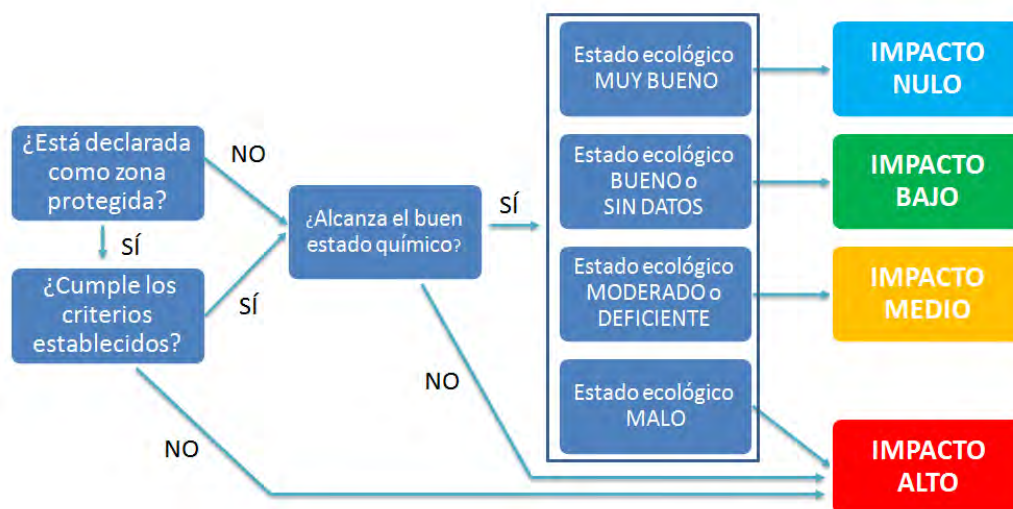 ¿Está declarada
como zona
protegida?
NO
SÍ
¿Cumple los
criterios
establecidos?
SÍ
NO
¿Alcanza el buen
estado químico?
SÍ
NO
Estado ecológico
MUY BUENO
Estado ecológico
BUENO o
SIN DATOS
Estado ecológico
MODERADO o
DEFICIENTE
Estado ecológico
MALO
IMPACTO
NULO
IMPACTO
BAJO
IMPACTO
MEDIO
IMPACTO
ALTO